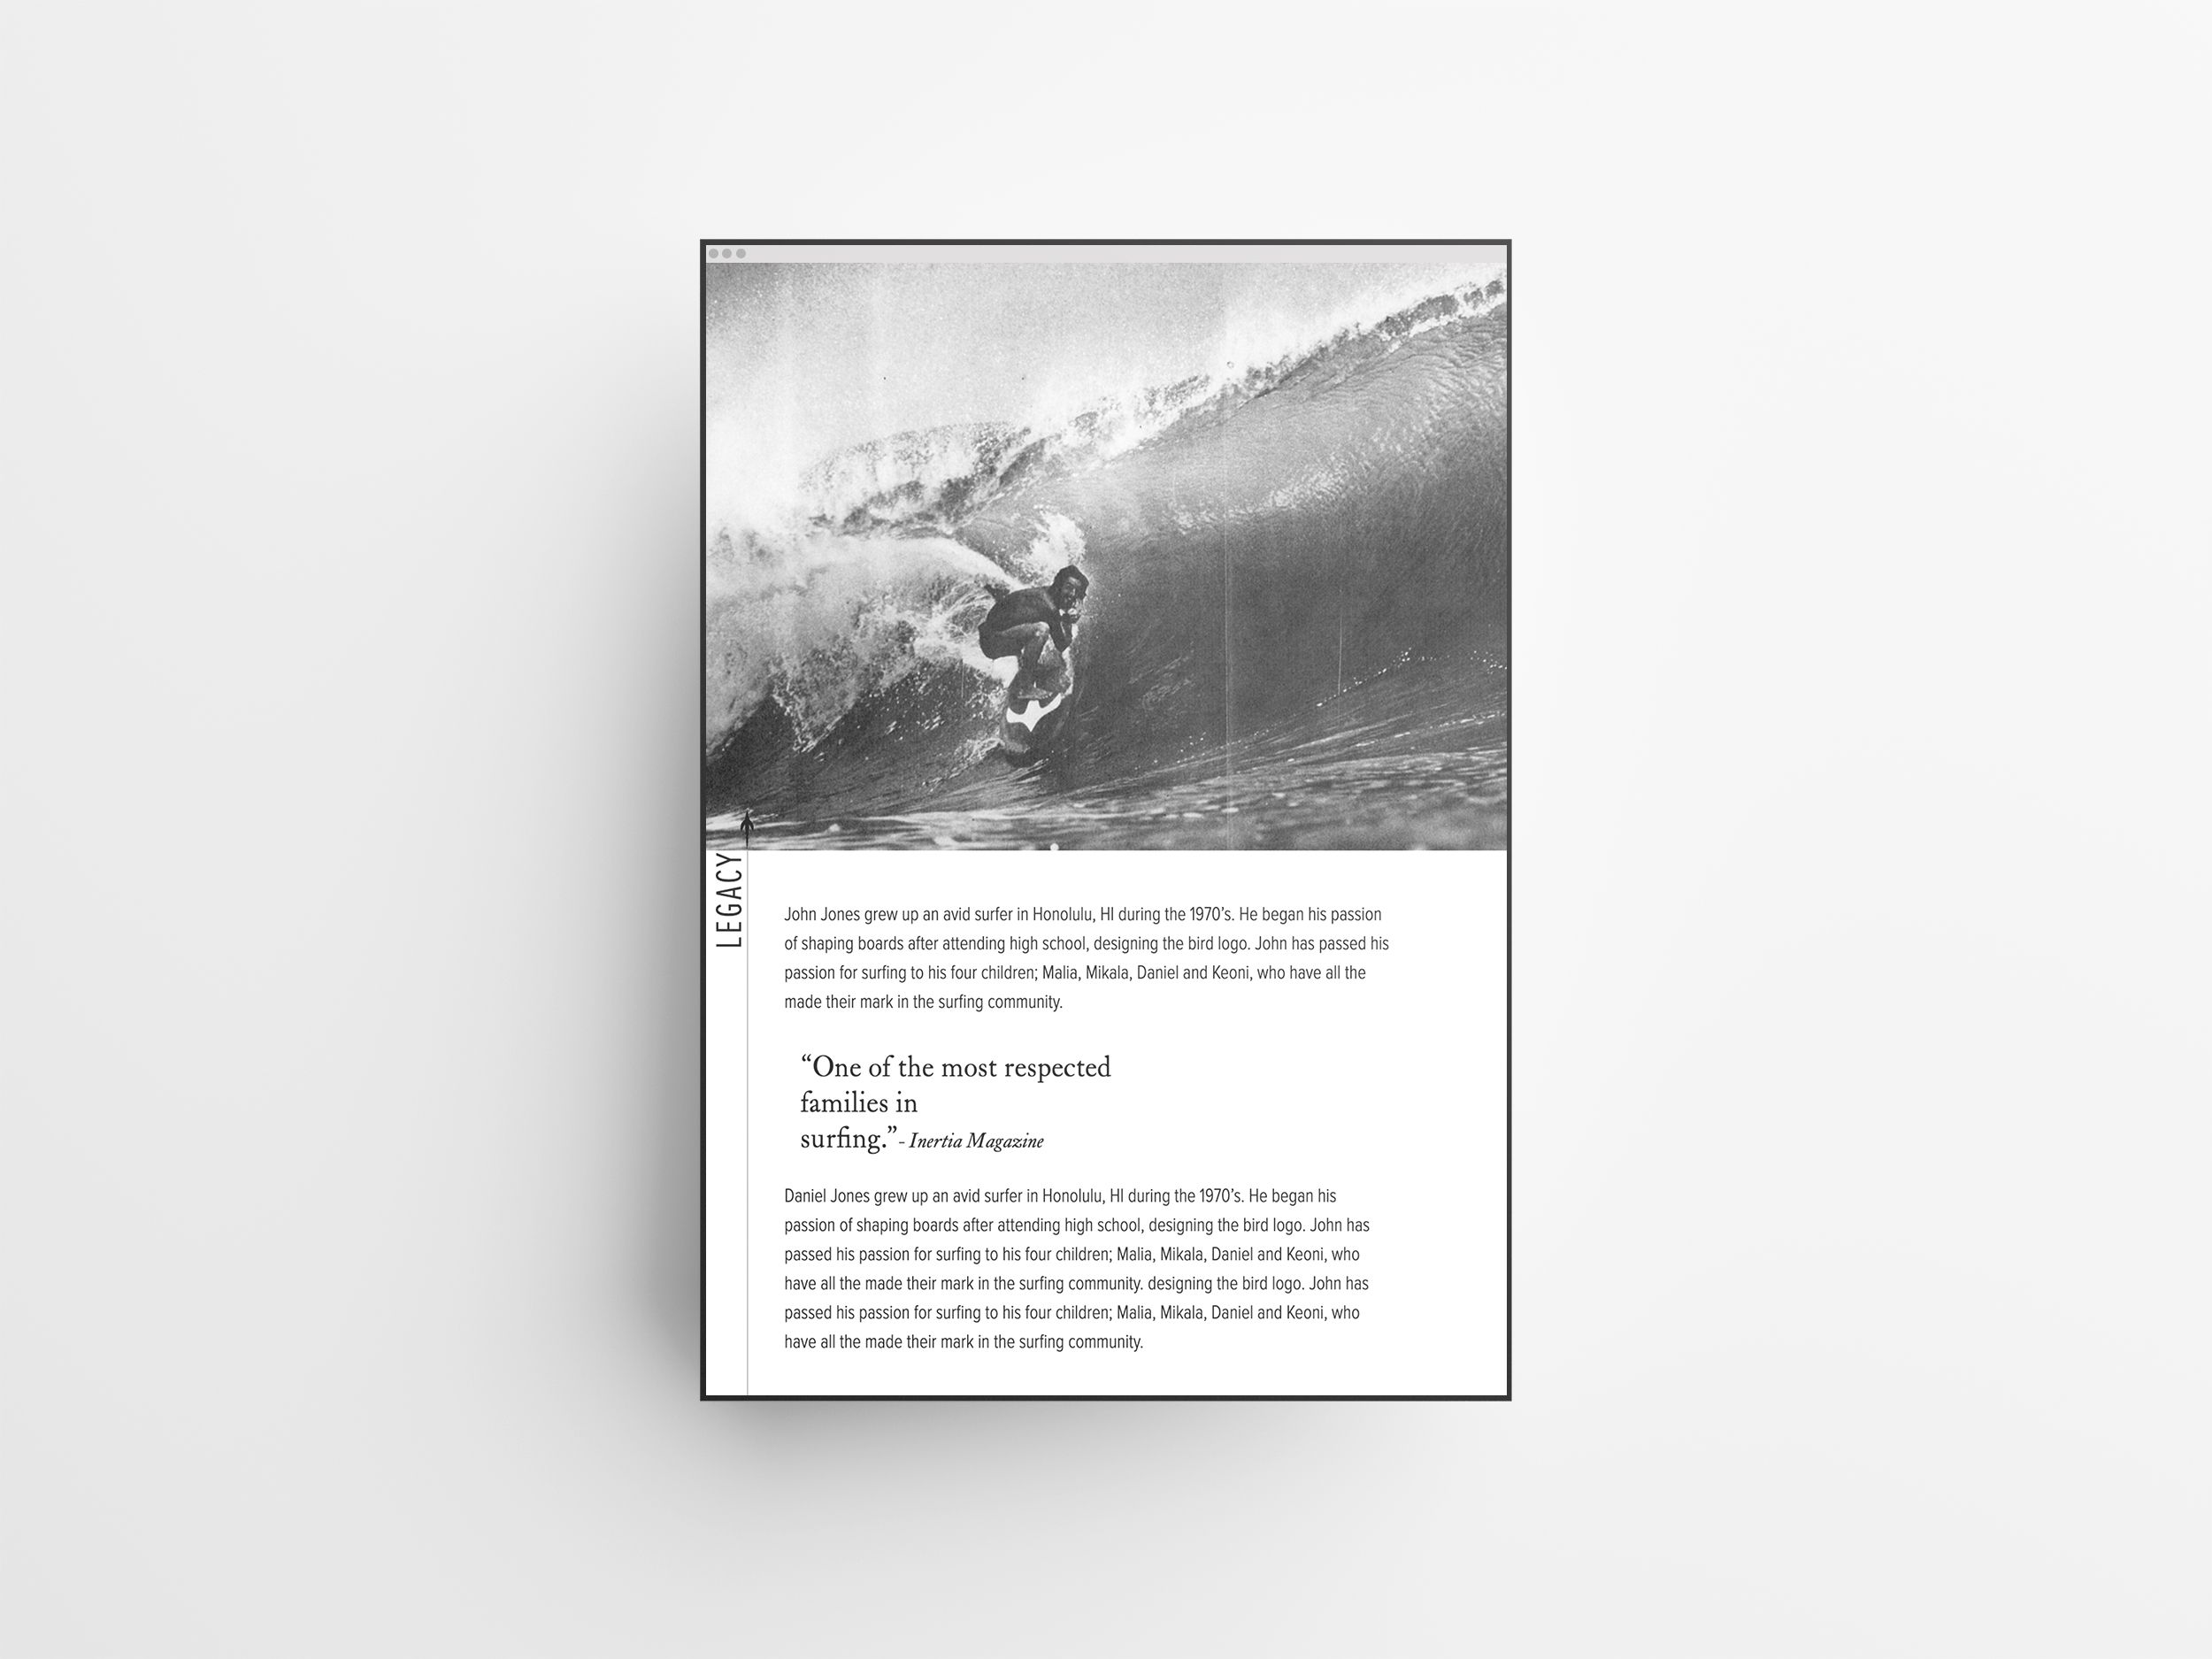 LEGACY
John Jones grew up an avid surfer in Honolulu, HI during the 1970’s. He began his passion
of shaping boards after attending high school, designing the bird logo. John has passed his
passion for surfing to his four children; Malia, Mikala, Daniel and Keoni, who have all the
made their mark in the surfing community.
“One of the most respected
families in
surfing.”- Inertia Magazine
Daniel Jones grew up an avid surfer in Honolulu, HI during the 1970’s. He began his
passion of shaping boards after attending high school, designing the bird logo. John has
passed his passion for surfing to his four children; Malia, Mikala, Daniel and Keoni, who
have all the made their mark in the surfing community. designing the bird logo. John has
passed his passion for surfing to his four children; Malia, Mikala, Daniel and Keoni, who
have all the made their mark in the surfing community.